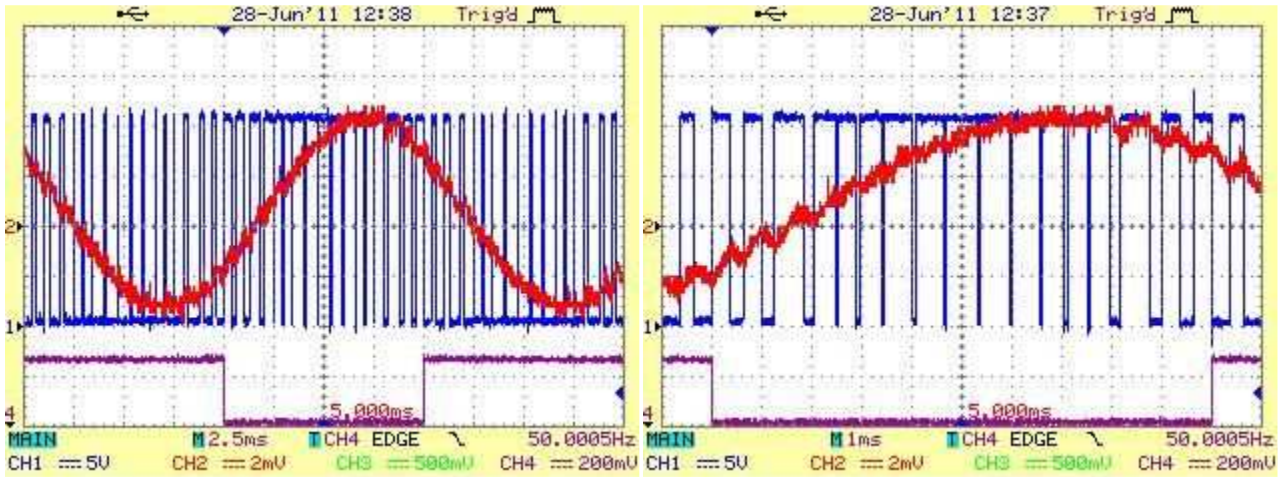 28-Jun'11 12:38 Trig'd
2
1
4
5.000ms
MAIN M 2.5ms T CH4 EDGE 50.0005Hz
CH1 5V CH2 2mV CH3 500mV CH4 200mV
28-Jun'11 12:37 Trig'd
2
1
4
5.000ms
MAIN M 1ms T CH4 EDGE 50.0005Hz
CH1 5V CH2 2mV CH3 500mV CH4 200mV